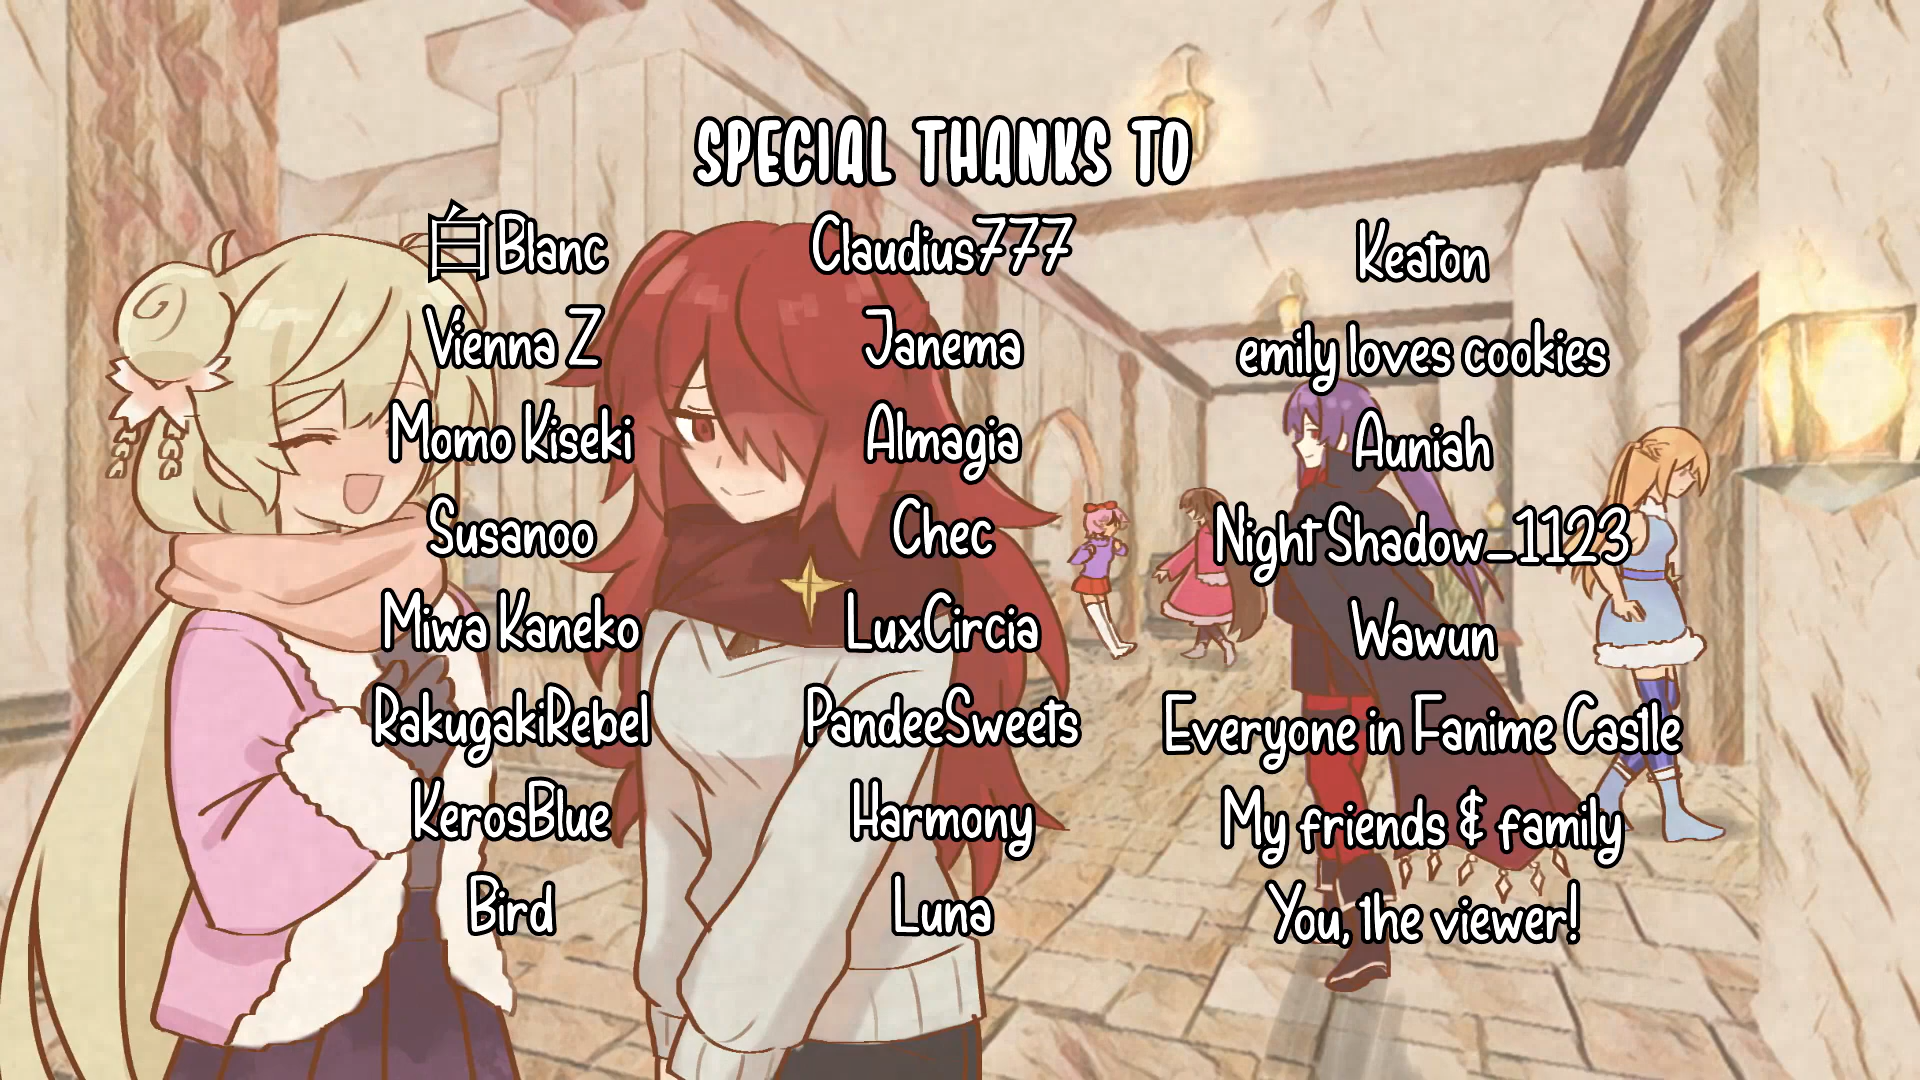 SPECIAL THANKS TO
白Blanc
Vienna Z
Momo Kiseki
Susanoo
Miwa Kaneko
RakugakiRebel
KerosBlue
Bird
Claudius777
Janema
Almagia
Chec
LuxCircia
PandeeSweets
Harmony
Luna
Keaton
emily loves cookies
Auniah
NightShadow_1123
Wawun
Everyone in Fanime Castle
My friends & family
You, the viewer!